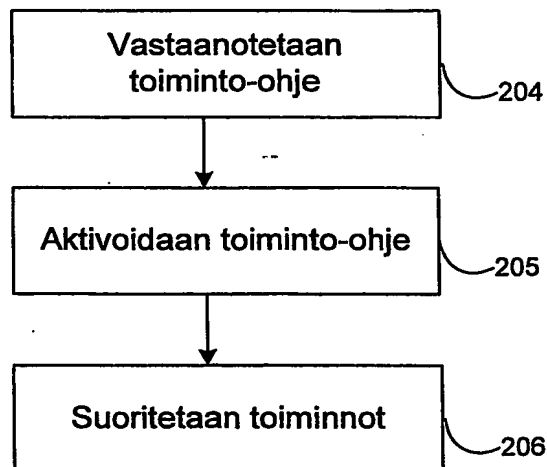 Vastaanotetaan
toiminto-ohje
204
Aktivoidaan toiminto-ohje
205
Suoritetaan toiminnot
206